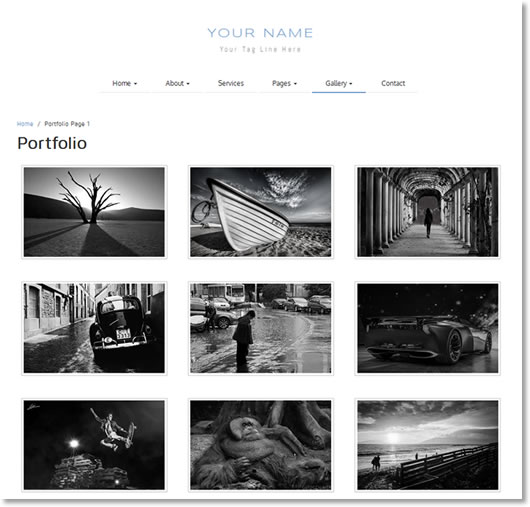 YOUR NAME
Your Tag Line Here
Home About Services Pages Gallery Contact
Home / Portfolio Page 1
Portfolio